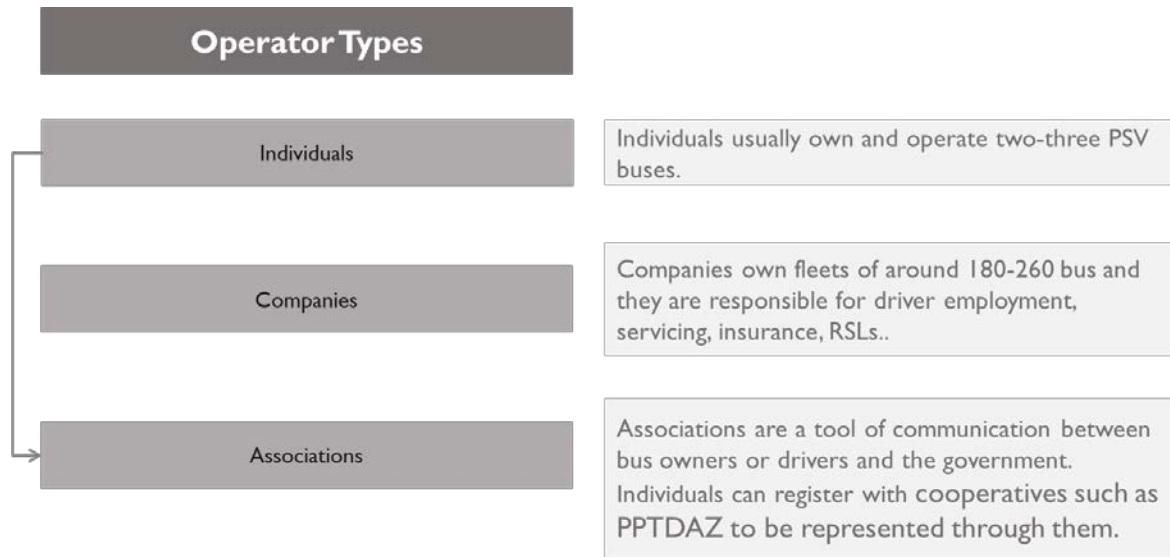 Operator Types
Individuals
Individuals usually own and operate two-three PSV
buses.
Companies
Companies own fleets of around 180-260 bus and
they are responsible for driver employment,
servicing, insurance, RSLs..
Associations
Associations are a tool of communication between
bus owners or drivers and the government.
Individuals can register with cooperatives such as
PPTDAZ to be represented through them.